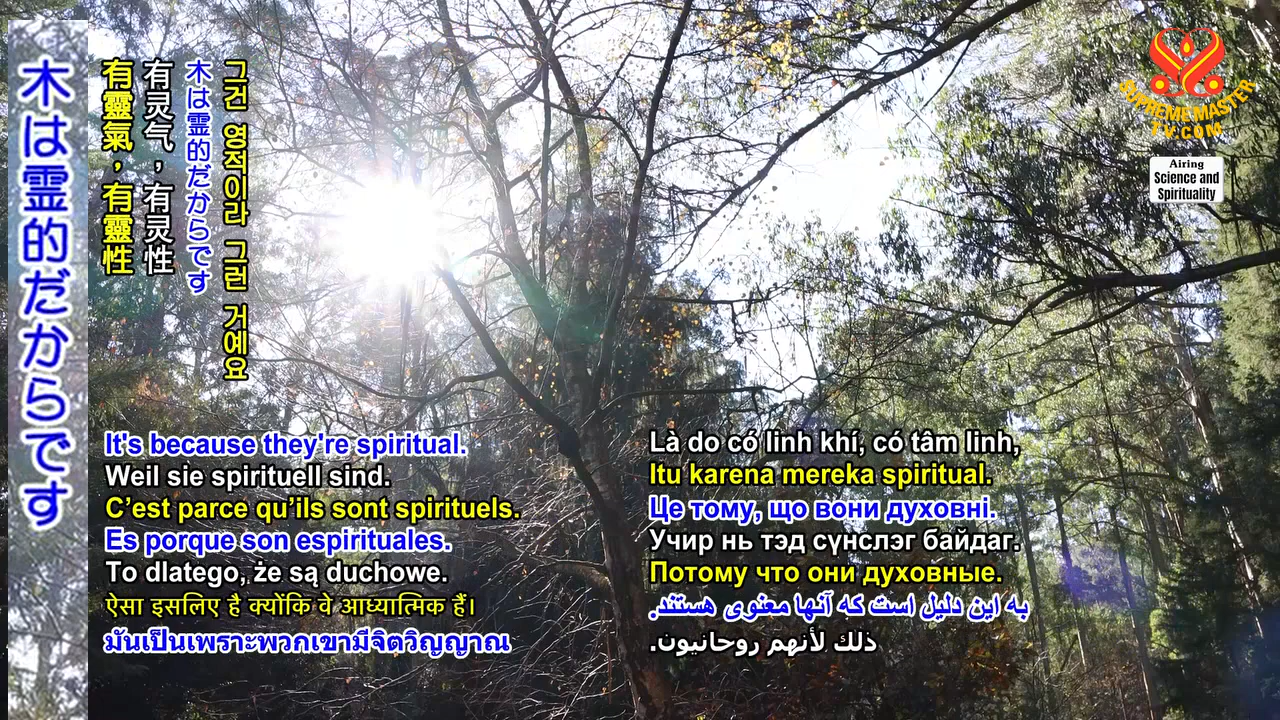 木は霊的だからです
有靈氣，有靈性
有灵气，有灵性
木は霊的だからです
그건 영적이라 그런 거예요
It's because they're spiritual.
Weil sie spirituell sind.
C’est parce qu’ils sont spirituels.
Es porque son espirituales.
To dlatego, że są duchowe.
ऐसा इसलिए है क्योंकि वे आध्यात्मिक हैं।
มันเป็นเพราะพวกเขามีจิตวิญญาณ
Là do có linh khí, có tâm linh,
Itu karena mereka spiritual.
Це тому, що вони духовні.
Учир нь тэд сүнслэг байдаг.
Потому что они духовные.
به این دلیل است که آنها معنوی هستند.
ذلك لأنهم روحانيون.
SUPREME MASTER
TV.COM
Airing
Science and
Spirituality